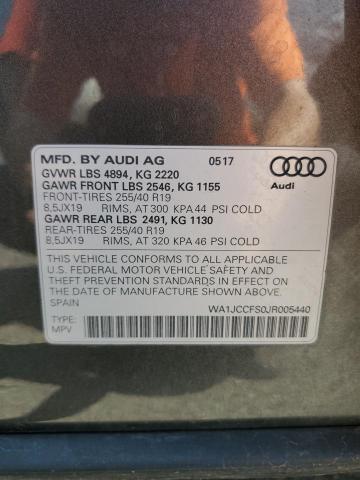 MFD. BY AUDI AG 05 17
GVWR LBS 4894, KG 2220
GAWR FRONT LBS 2546, KG 1155
FRONT-TIRES 255/40 R19
8,5JX19 RIMS, AT 300 KPA 44 PSI COLD
GAWR REAR LBS 2491, KG 1130
REAR-TIRES 255/40 R19
8,5JX19 RIMS, AT 320 KPA 46 PSI COLD
Audi
THIS VEHICLE CONFORMS TO ALL APPLICABLE
U.S. FEDERAL MOTOR VEHICLE SAFETY AND
THEFT PREVENTION STANDARDS IN EFFECT ON THE
DATE OF MANUFACTURE SHOWN ABOVE.
SPAIN WA1JCCFS0JR005440
TYPE:
MPV